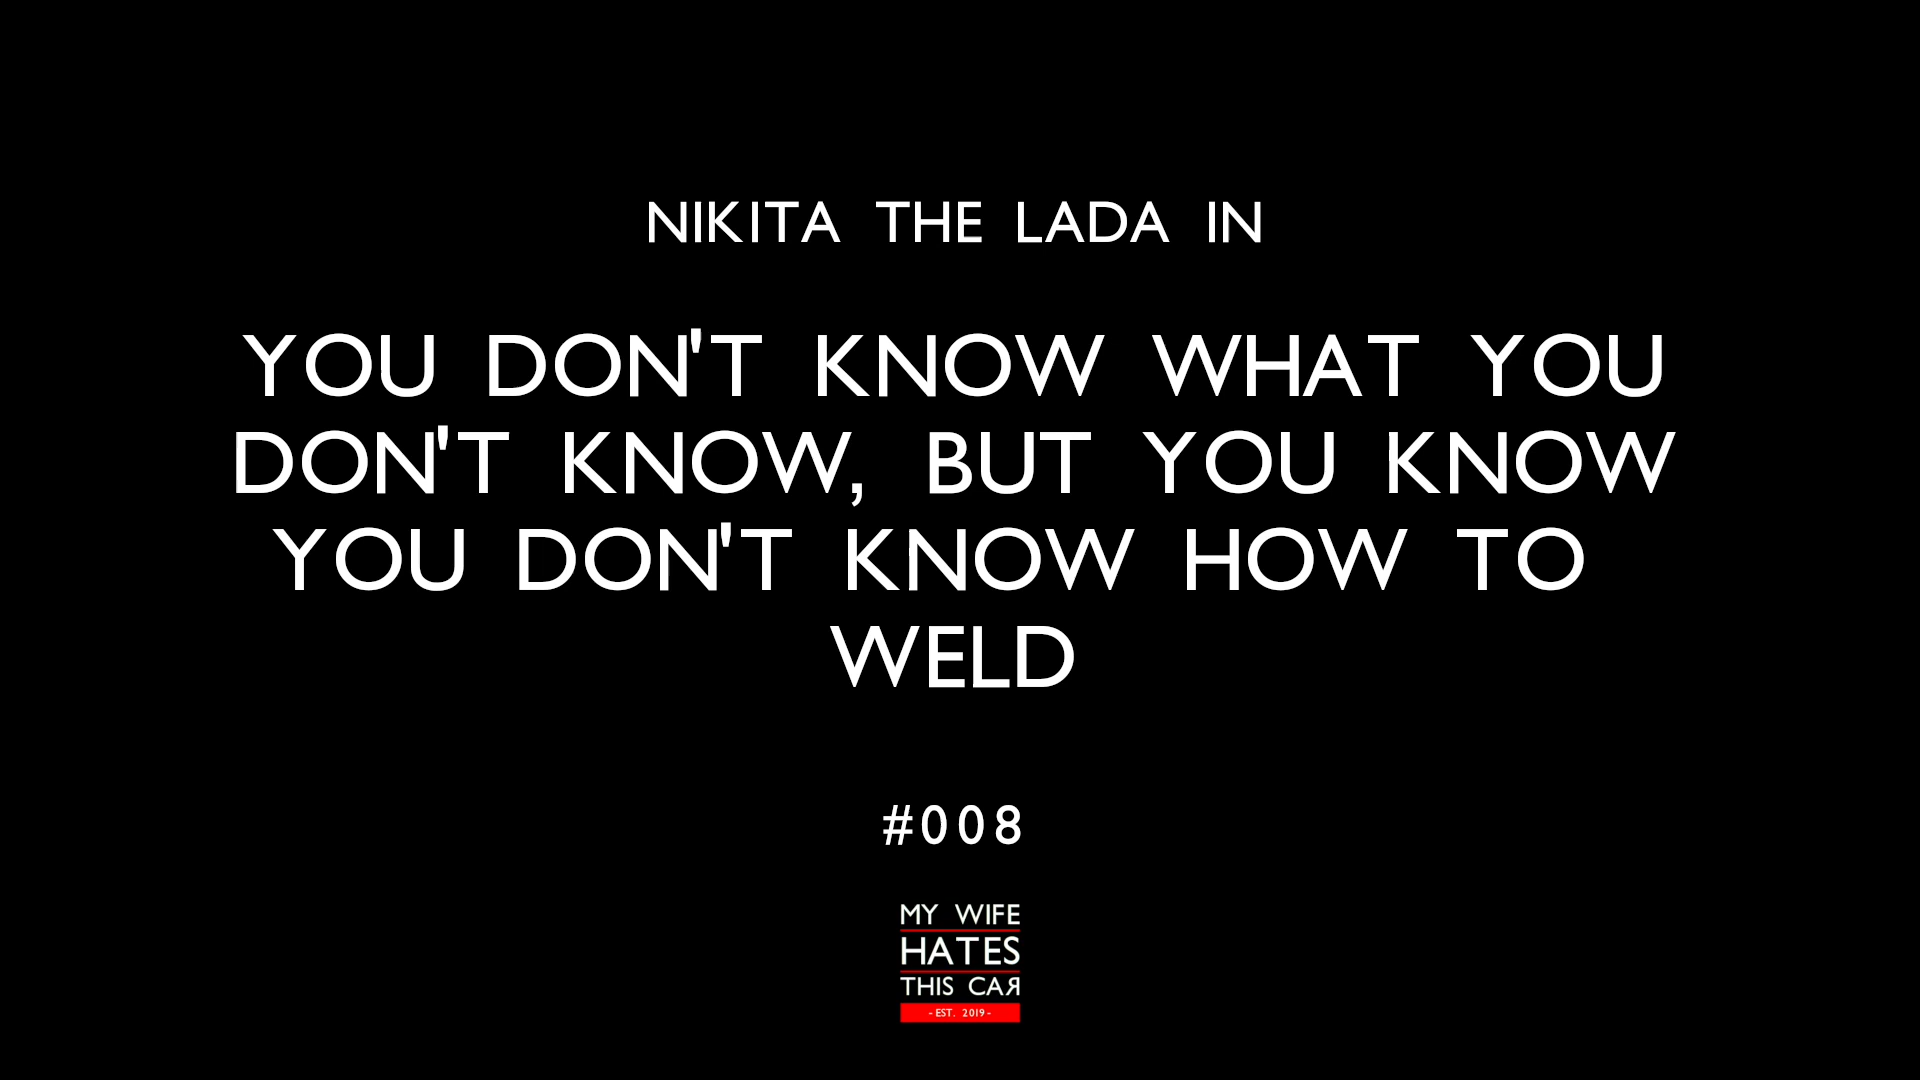 NIKITA THE LADA IN
YOU DON'T KNOW WHAT YOU
DON'T KNOW, BUT YOU KNOW
YOU DON'T KNOW HOW TO
WELD
#008
MY WIFE
HATES
THIS CAЯ
- EST. 2019 -